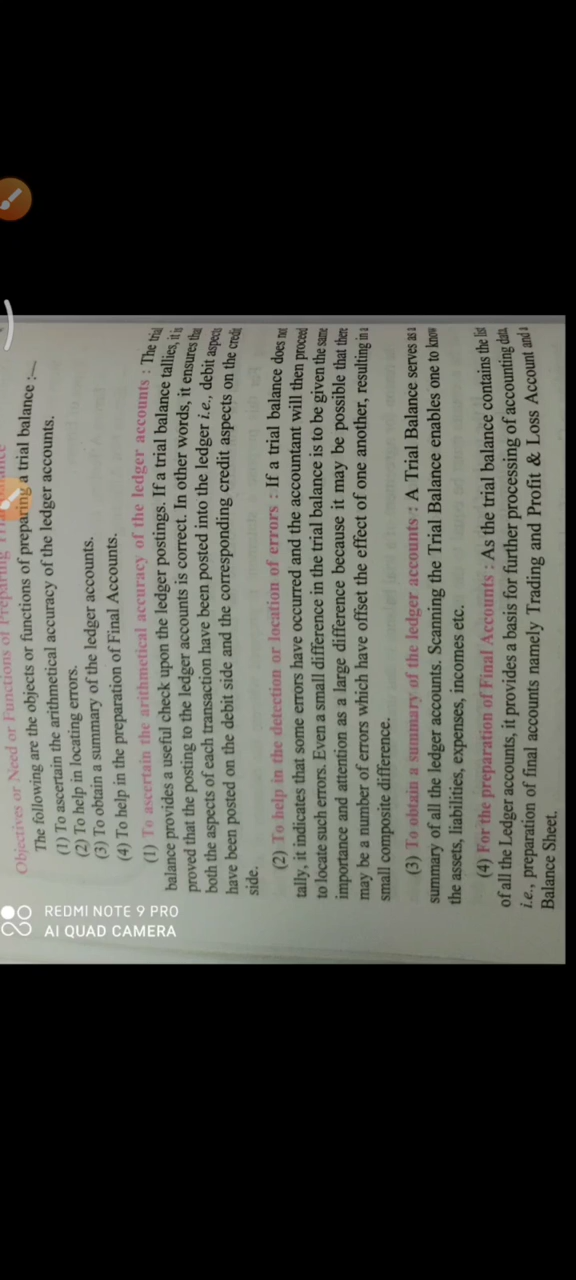 Objectives or Need or Functions of Preparing Trial Balance
The following are the objects or functions of preparing a trial balance :—
(1) To ascertain the arithmetical accuracy of the ledger accounts.
(2) To help in locating errors.
(3) To obtain a summary of the ledger accounts.
(4) To help in the preparation of Final Accounts.
(1) To ascertain the arithmetical accuracy of the ledger accounts : The trial
balance provides a useful check upon the ledger postings. If a trial balance tallies, it is
proved that the posting to the ledger accounts is correct. In other words, it ensures that
both the aspects of each transaction have been posted into the ledger i.e., debit aspects
have been posted on the debit side and the corresponding credit aspects on the credit
side.
(2) To help in the detection or location of errors : If a trial balance does not
tally, it indicates that some errors have occurred and the accountant will then proceed
to locate such errors. Even a small difference in the trial balance is to be given the same
importance and attention as a large difference because it may be possible that there
may be a number of errors which have offset the effect of one another, resulting in a
small composite difference.
(3) To obtain a summary of the ledger accounts : A Trial Balance serves as a
summary of all the ledger accounts. Scanning the Trial Balance enables one to know
the assets, liabilities, expenses, incomes etc.
(4) For the preparation of Final Accounts : As the trial balance contains the list
of all the Ledger accounts, it provides a basis for further processing of accounting data,
i.e., preparation of final accounts namely Trading and Profit & Loss Account and a
Balance Sheet.
REDMI NOTE 9 PRO
AI QUAD CAMERA